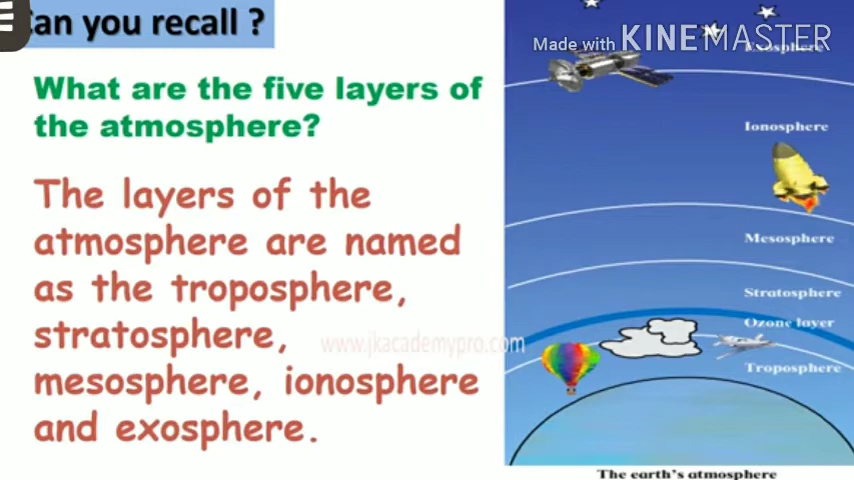 an you recall ?
What are the five layers of
the atmosphere?
The layers of the
atmosphere are named
as the troposphere,
stratosphere,
mesosphere, ionosphere
and exosphere.
www.jkacademypro.com
Made with KINEMASTER
Exosphere
Ionosphere
Mesosphere
Stratosphere
Ozone layer
Troposphere
The earth's atmosphere